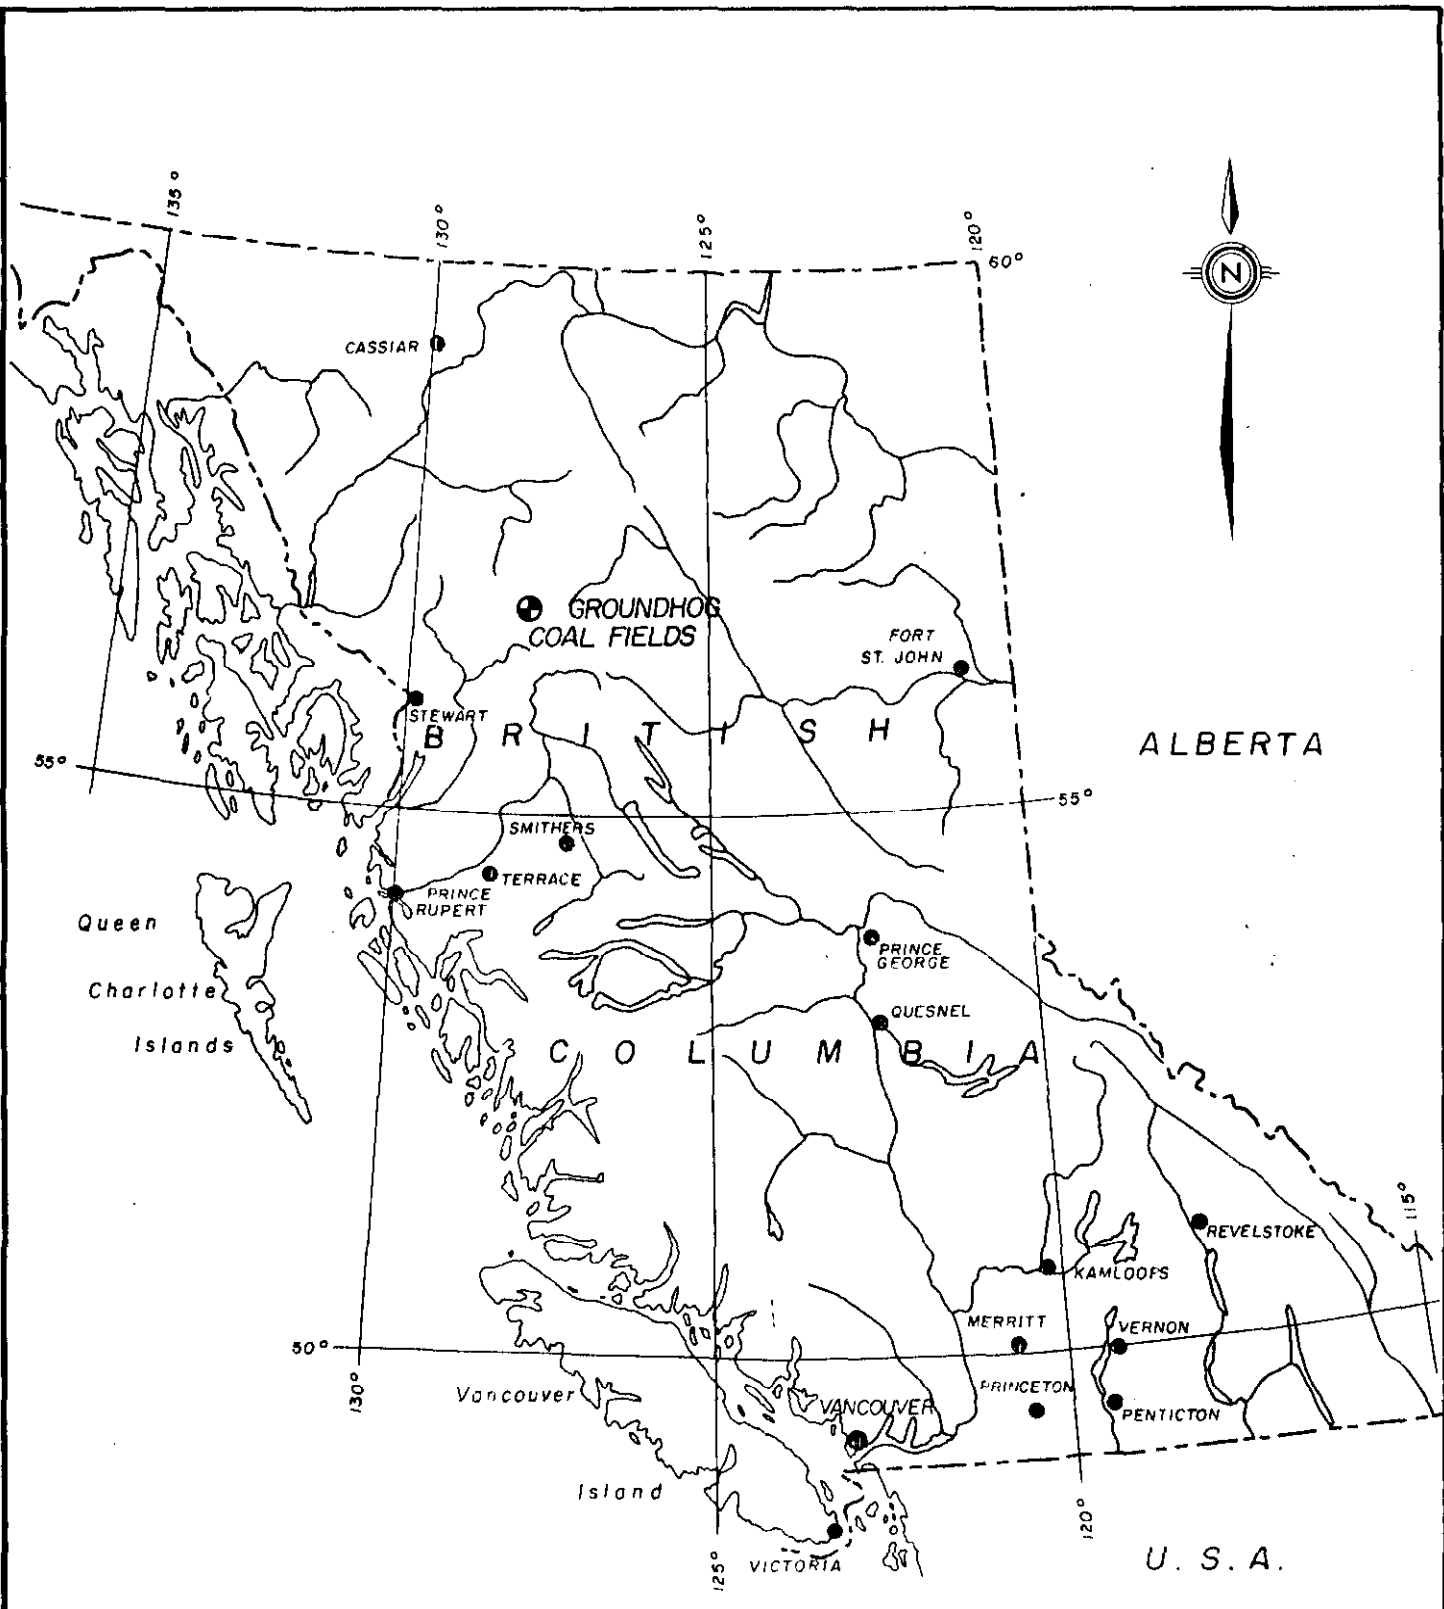 135°
130°
125°
120°
60°
N
CASSIAR
GROUNDHOG
COAL FIELDS
FORT
ST. JOHN
STEWART
BRITISH
ALBERTA
55°
55°
SMITHERS
TERRACE
PRINCE
RUPERT
Queen
Charlotte
Islands
PRINCE
GEORGE
QUESNEL
COLUMBIA
115°
REVELSTOKE
KAMLOOPS
MERRITT
VERNON
50°
130°
Vancouver
Island
PRINCETON
VANCOUVER
PENTICTON
120°
125°
VICTORIA
U.S.A.